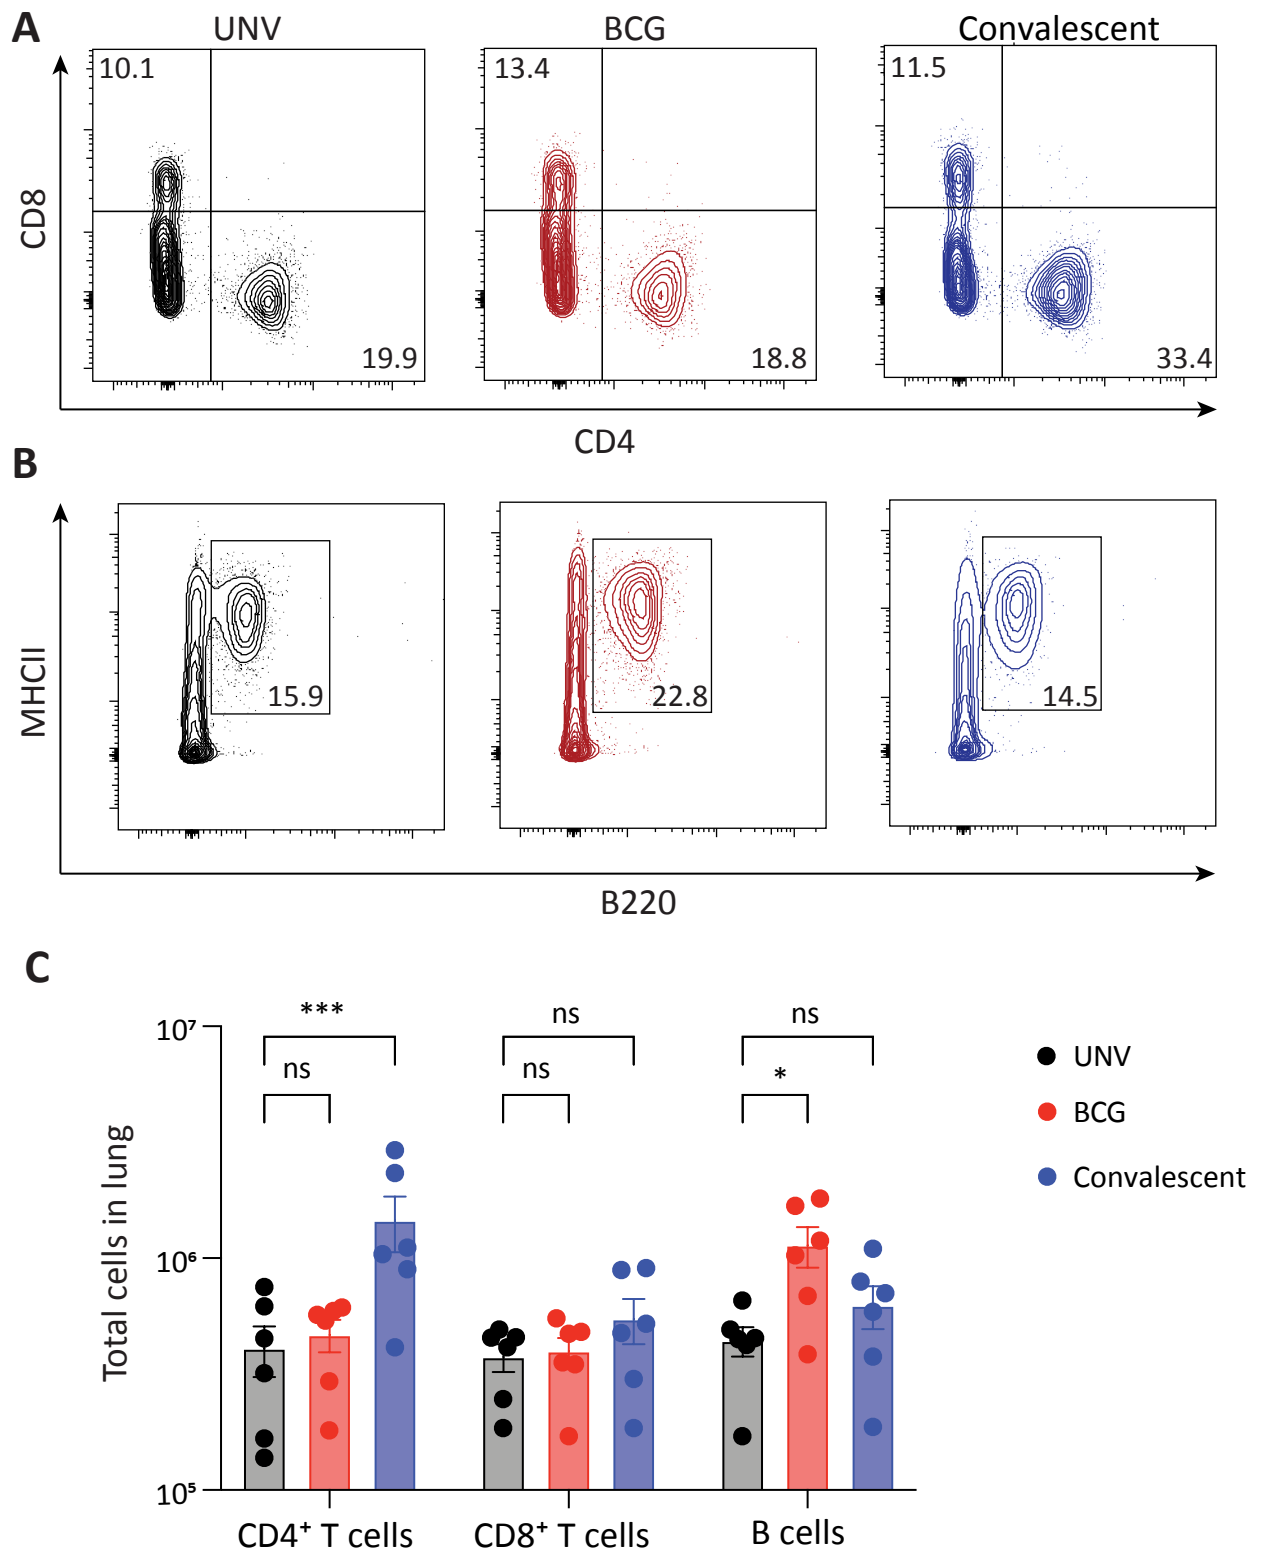 A
UNV
BCG
Convalescent
10.1
13.4
11.5
CD8
19.9
18.8
33.4
CD4
B
MHCII
15.9
22.8
14.5
B220
C
***
ns
ns
ns
ns
ns
*
10⁷
10⁶
10⁵
Total cells in lung
UNV
BCG
Convalescent
CD4⁺ T cells
CD8⁺ T cells
B cells